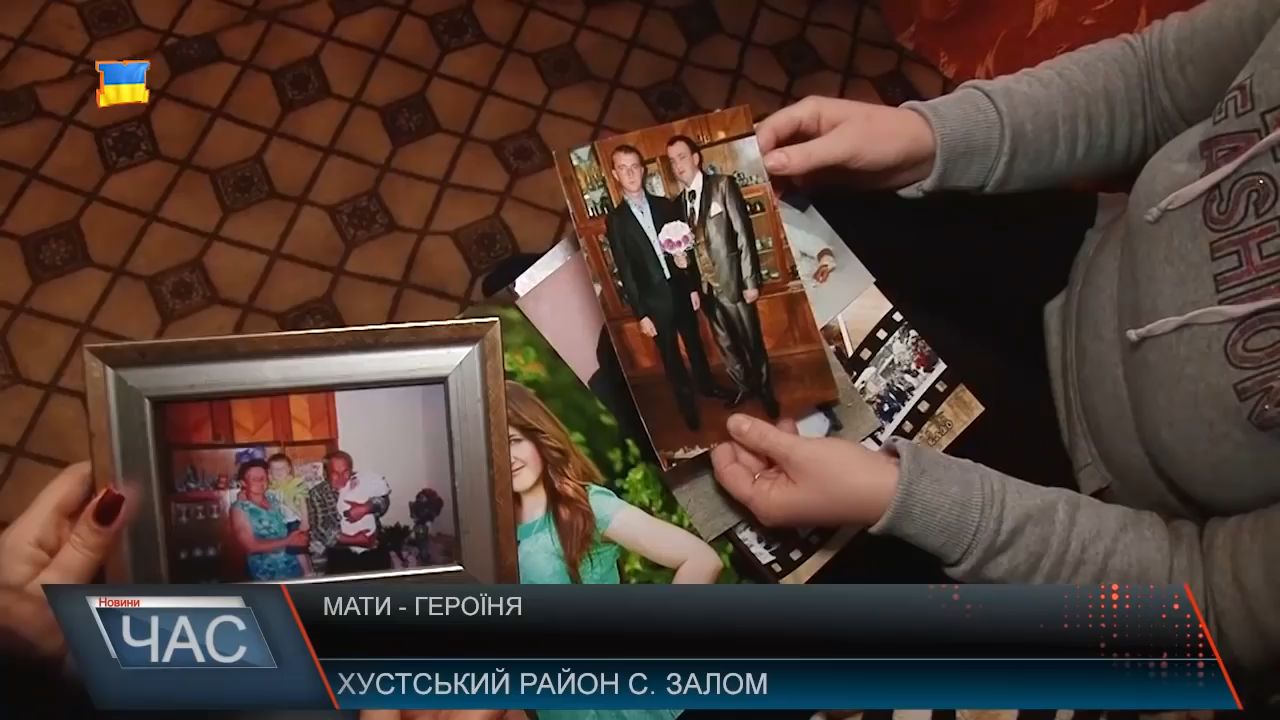 FASHION
Новини
ЧАС
МАТИ - ГЕРОЇНЯ
ХУСТСЬКИЙ РАЙОН С. ЗАЛОМ